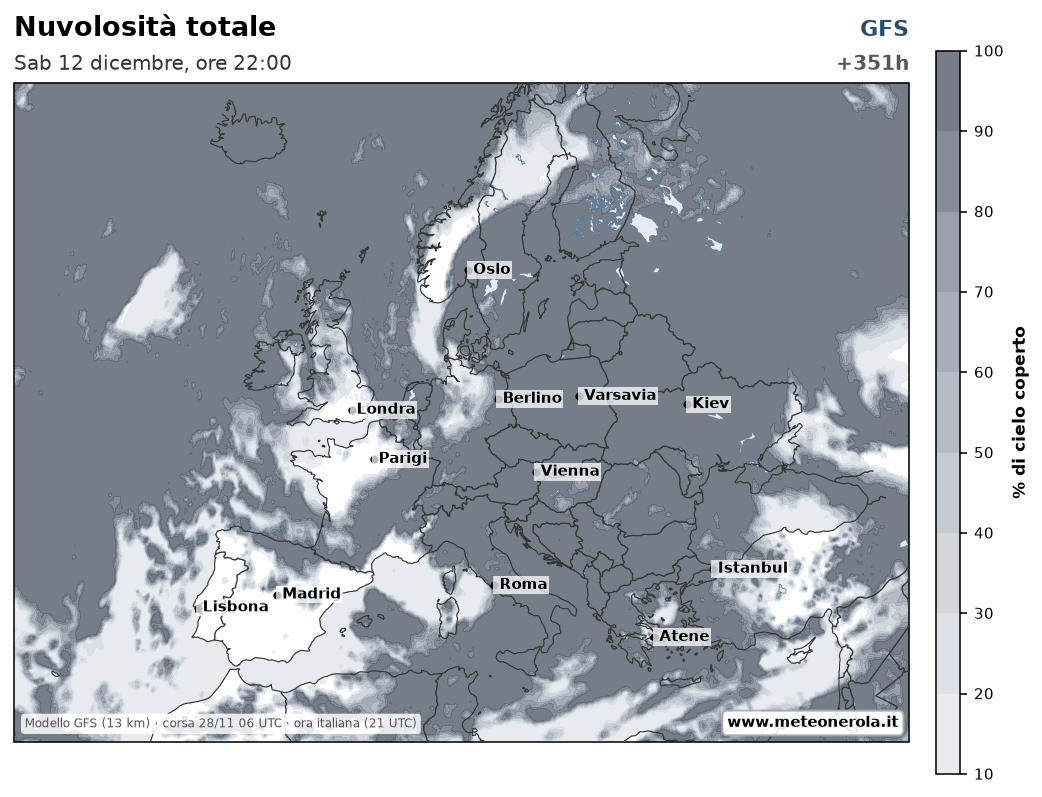 Nuvolosità totale
GFS
Sab 12 dicembre, ore 22:00
+351h
100
90
80
70
60
50
40
30
20
10
% di cielo coperto
Oslo
Londra
Berlino
Varsavia
Kiev
Parigi
Vienna
Istanbul
Roma
Madrid
Lisbona
Atene
Modello GFS (13 km) · corsa 28/11 06 UTC · ora italiana (21 UTC)
www.meteonerola.it